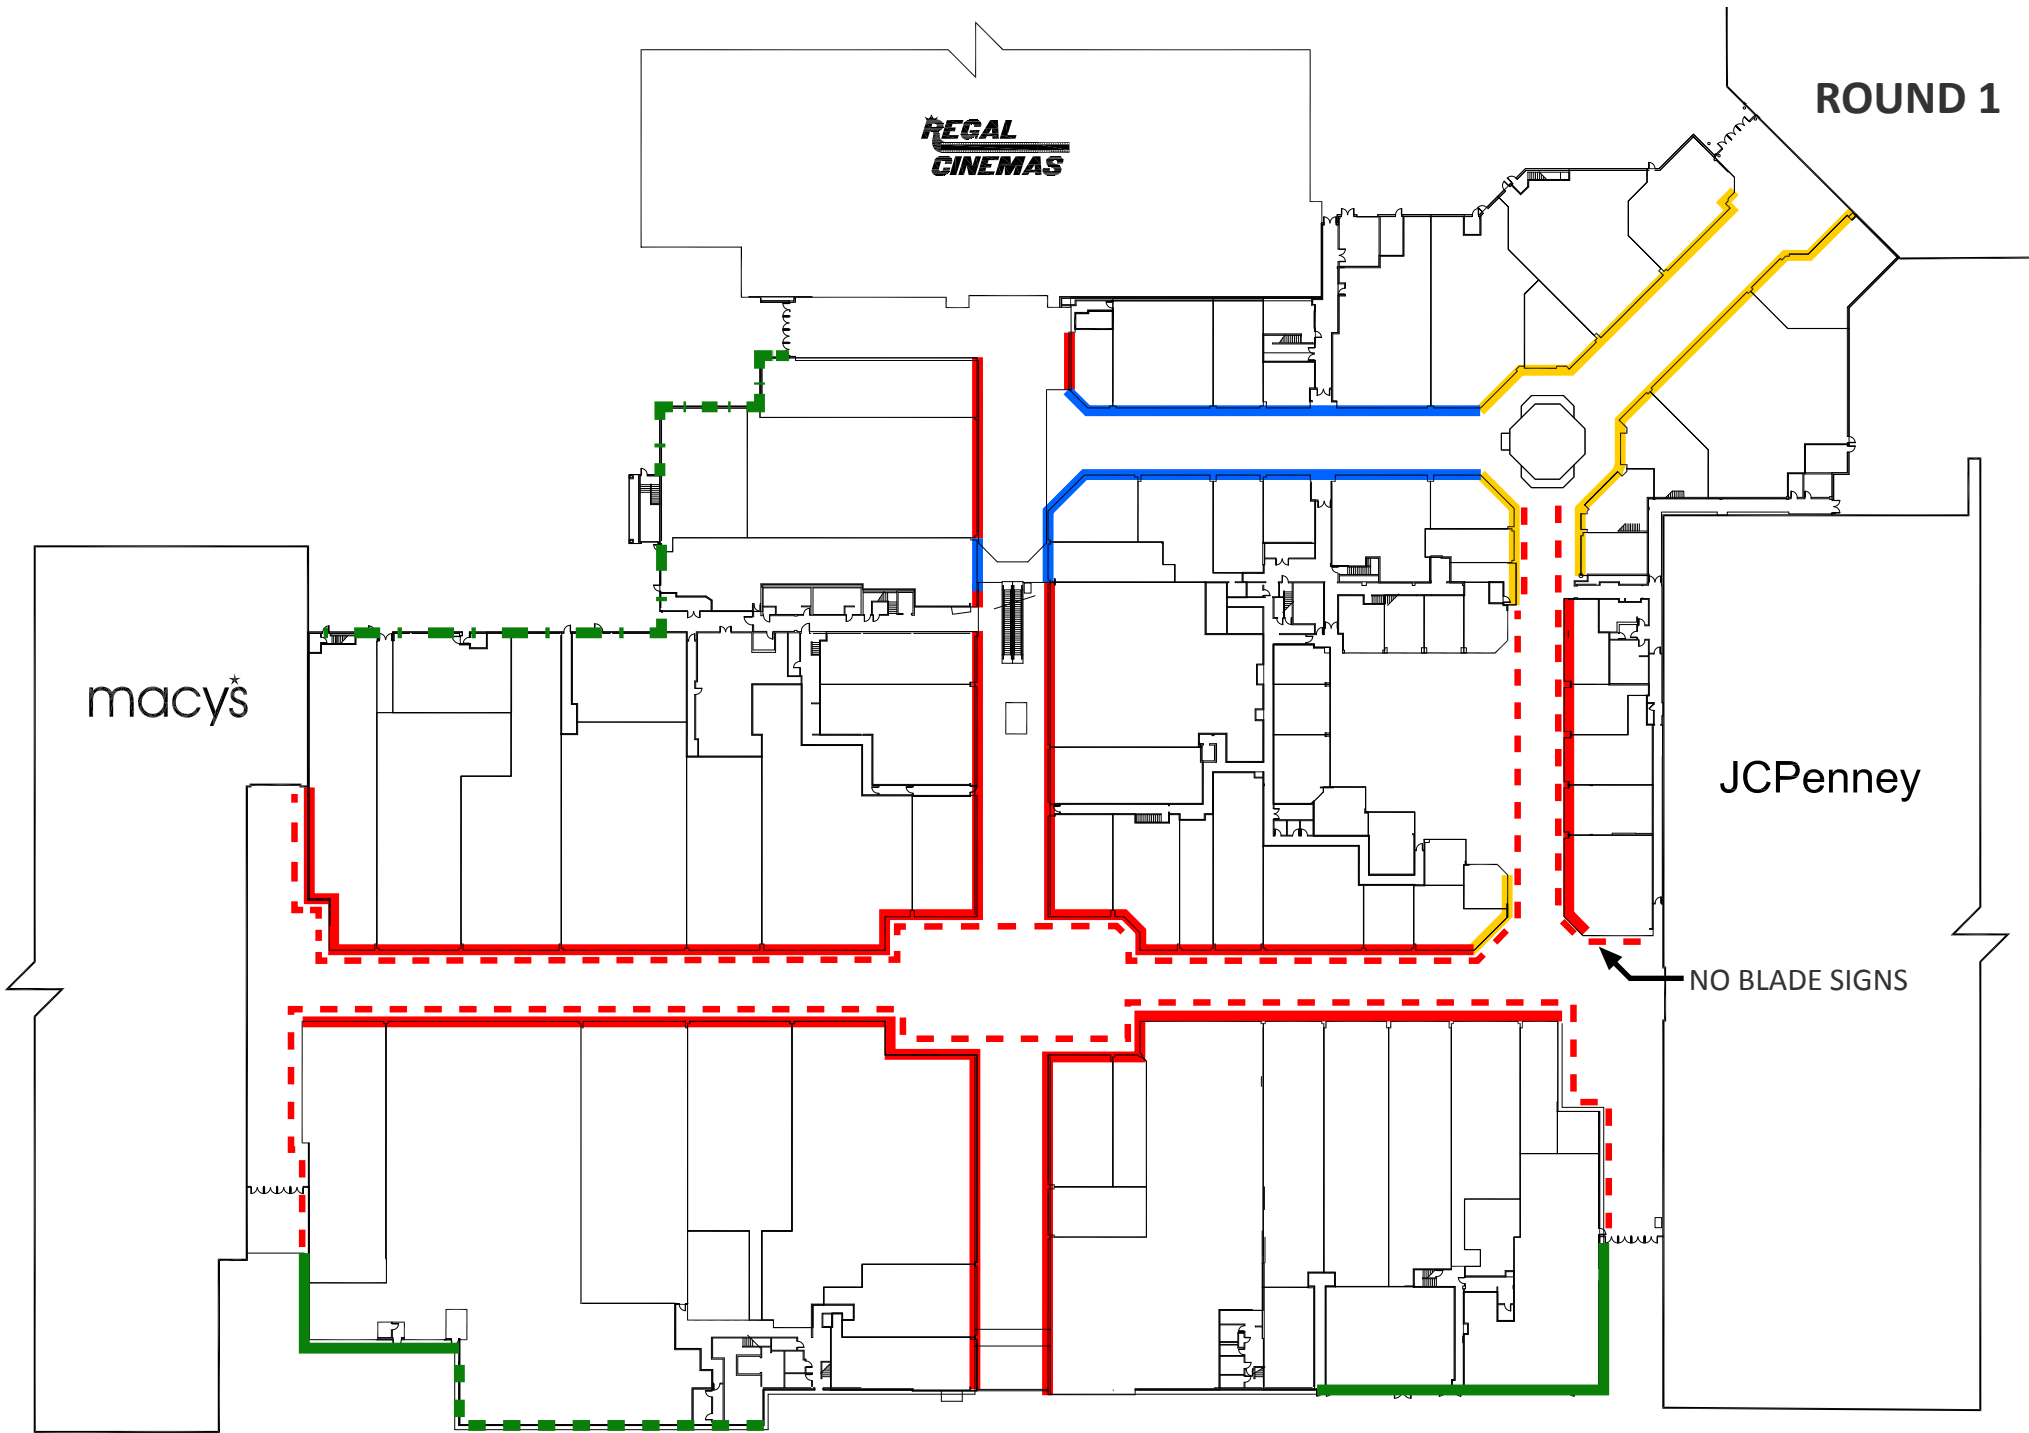 ROUND 1
REGAL
CINEMAS
macy's
JCPenney
NO BLADE SIGNS